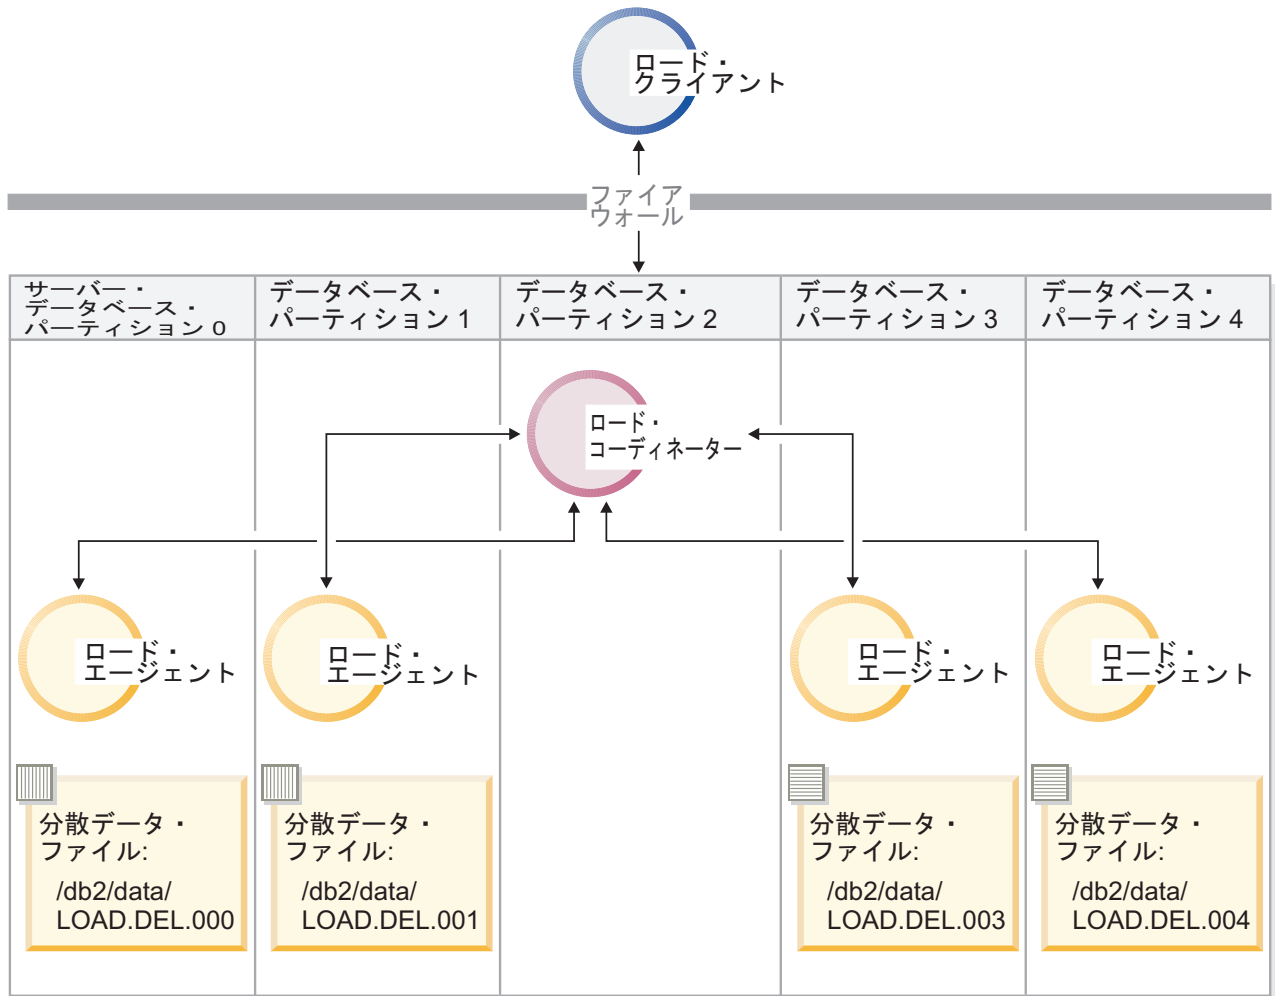 ロード・
クライアント
ファイア
ウォール
サーバー・
データベース・
パーティション 0
データベース・
パーティション 1
データベース・
パーティション 2
データベース・
パーティション 3
データベース・
パーティション 4
ロード・
コーディネーター
ロード・
エージェント
ロード・
エージェント
ロード・
エージェント
ロード・
エージェント
分散データ・
ファイル:
/db2/data/
LOAD.DEL.000
分散データ・
ファイル:
/db2/data/
LOAD.DEL.001
分散データ・
ファイル:
/db2/data/
LOAD.DEL.003
分散データ・
ファイル:
/db2/data/
LOAD.DEL.004